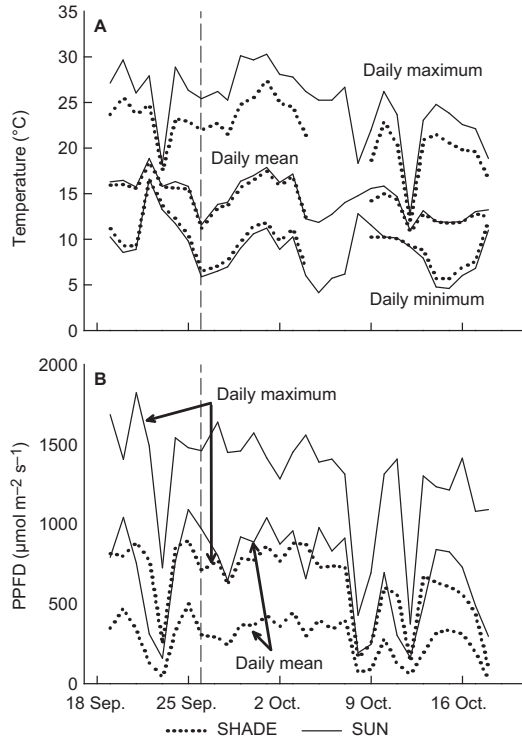 A
35
30
25
20
15
10
5
0
Temperature (°C)
Daily maximum
Daily mean
Daily minimum
B
2000
1500
1000
500
0
PPFD (μmol m−2 s−1)
Daily maximum
Daily mean
18 Sep. 25 Sep. 2 Oct. 9 Oct. 16 Oct.
SHADE SUN